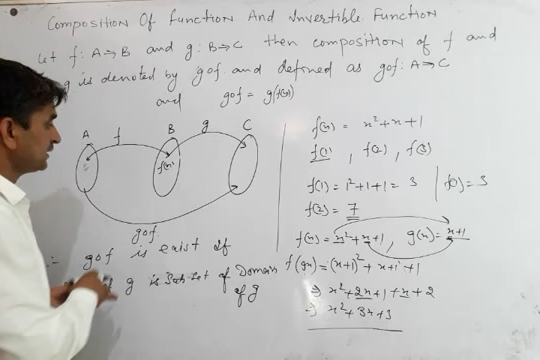 Composition Of function And Invertible Function
Let f: A→B and g: B→C then composition of f and
g is denoted by gof and defined as gof: A→C
and gof = g(f(x))
A f B g C
f(x)
gof
∴ gof is exist if
g is Subset of Domain
of g
f(x) = x²+x+1
f(1), f(2), f(3)
f(1) = 1²+1+1 = 3 | f(1) = 3
f(2) = 7
f(x) = x²+x+1, g(x) = x+1
f(gx) = (x+1)²+x+1+1
⇒ x²+2x+1+x+2
⇒ x²+3x+3